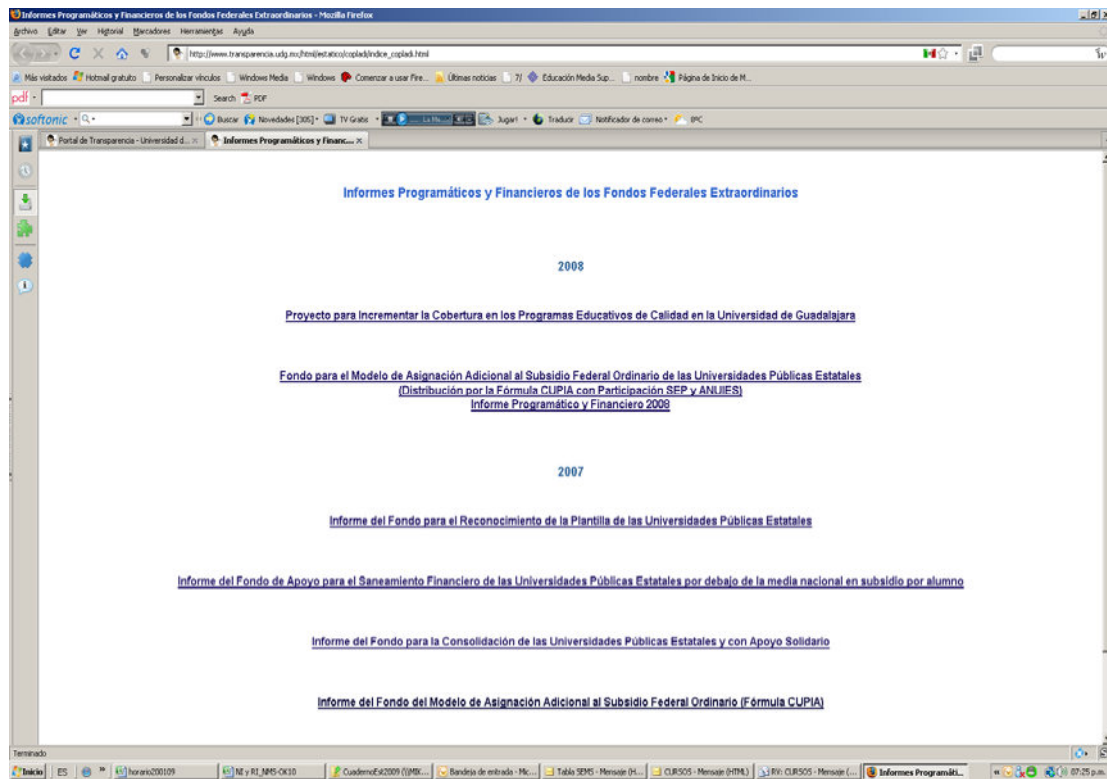 Informes Programáticos y Financieros de los Fondos Federales Extraordinarios - Mozilla Firefox
Archivo Editar Ver Historial Marcadores Herramientas Ayuda
http://www.transparencia.udg.mx/html/estatico/copladi/indice_copladi.html
Más visitados Hotmail gratuito Personalizar vínculos Windows Media Windows Comenzar a usar Fire... Últimas noticias 7J Educación Media Sup... nombre Página de Inicio de M...
pdf Search PDF
softonic Buscar Novedades [305] TV Gratis Jugar! Traducir Notificador de correo 0ºC
Portal de Transparencia - Universidad d... Informes Programáticos y Financ...
Informes Programáticos y Financieros de los Fondos Federales Extraordinarios
2008
Proyecto para Incrementar la Cobertura en los Programas Educativos de Calidad en la Universidad de Guadalajara
Fondo para el Modelo de Asignación Adicional al Subsidio Federal Ordinario de las Universidades Públicas Estatales
(Distribución por la Fórmula CUPIA con Participación SEP y ANUIES)
Informe Programático y Financiero 2008
2007
Informe del Fondo para el Reconocimiento de la Plantilla de las Universidades Públicas Estatales
Informe del Fondo de Apoyo para el Saneamiento Financiero de las Universidades Públicas Estatales por debajo de la media nacional en subsidio por alumno
Informe del Fondo para la Consolidación de las Universidades Públicas Estatales y con Apoyo Solidario
Informe del Fondo del Modelo de Asignación Adicional al Subsidio Federal Ordinario (Fórmula CUPIA)
Terminado
Inicio ES horario200109 NI y RI_NMS-OK10 CuadernoEst2009 Bandeja de entrada - Mic... Tabla SEMS - Mensaje (H... CURSOS - Mensaje (HTML) RV: CURSOS - Mensaje (... Informes Programáti... 07:25 p.m.